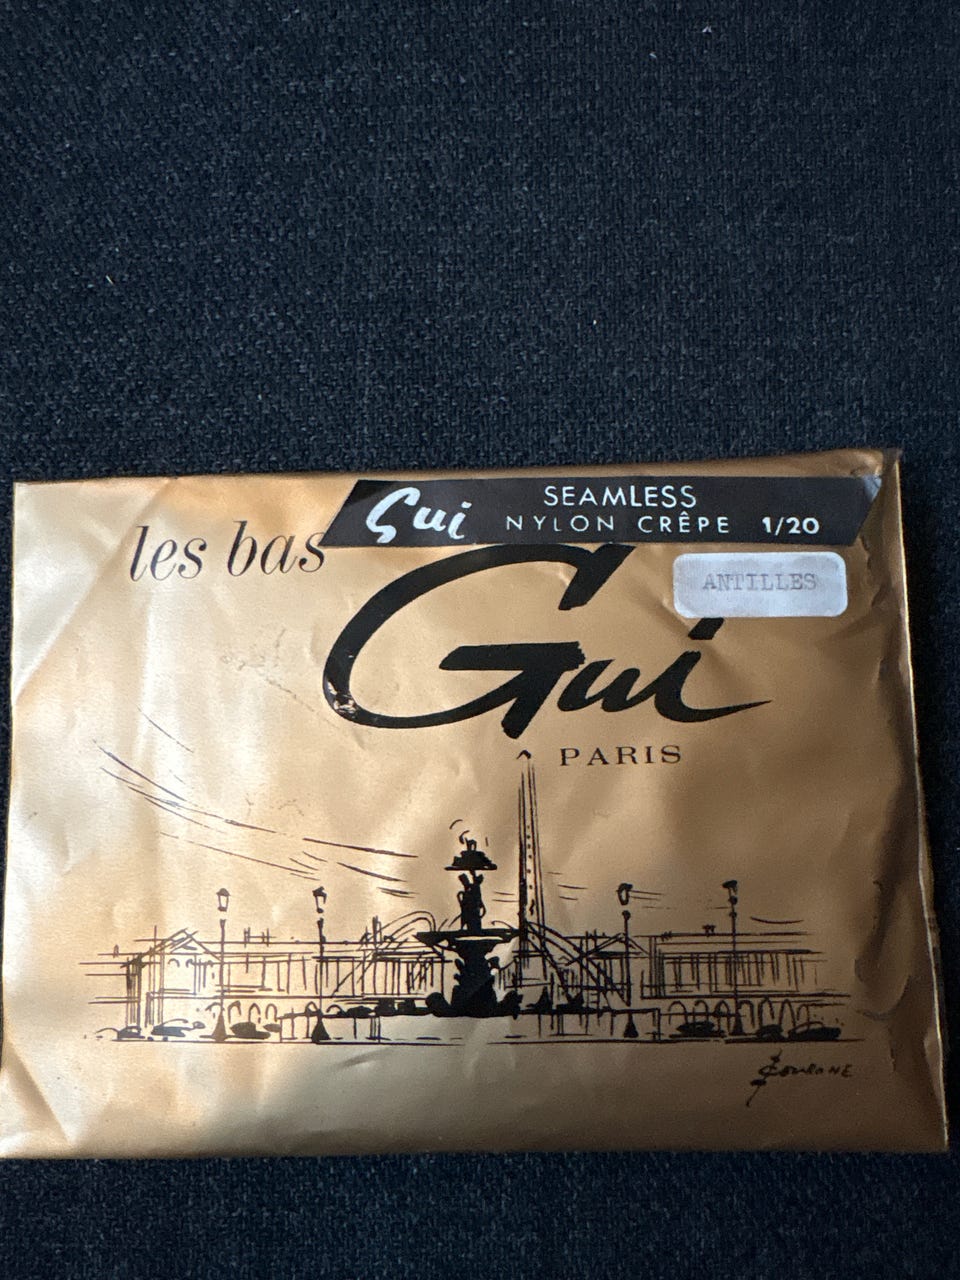 Gui SEAMLESS
NYLON CRÊPE 1/20
ANTILLES
les bas
Gui
PARIS